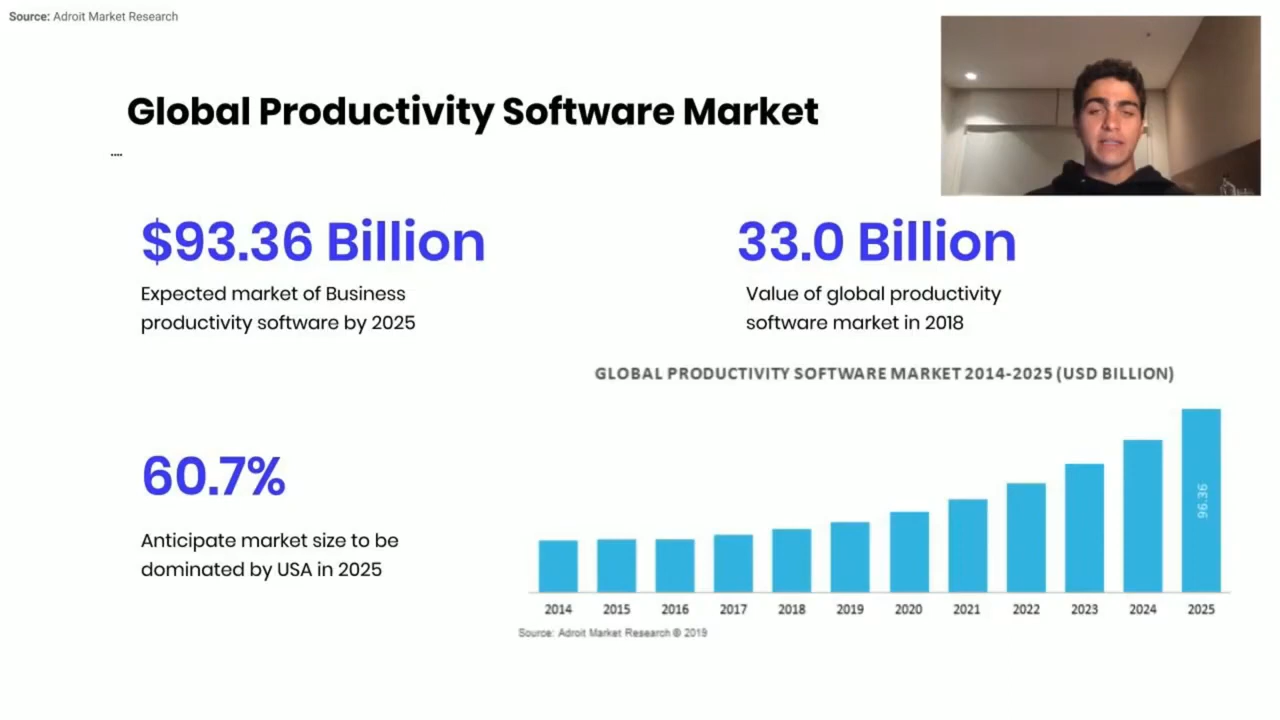 Source: Adroit Market Research
Global Productivity Software Market
....
$93.36 Billion
Expected market of Business
productivity software by 2025
33.0 Billion
Value of global productivity
software market in 2018
60.7%
Anticipate market size to be
dominated by USA in 2025
GLOBAL PRODUCTIVITY SOFTWARE MARKET 2014-2025 (USD BILLION)
96.36
2014 2015 2016 2017 2018 2019 2020 2021 2022 2023 2024 2025
Source: Adroit Market Research © 2019